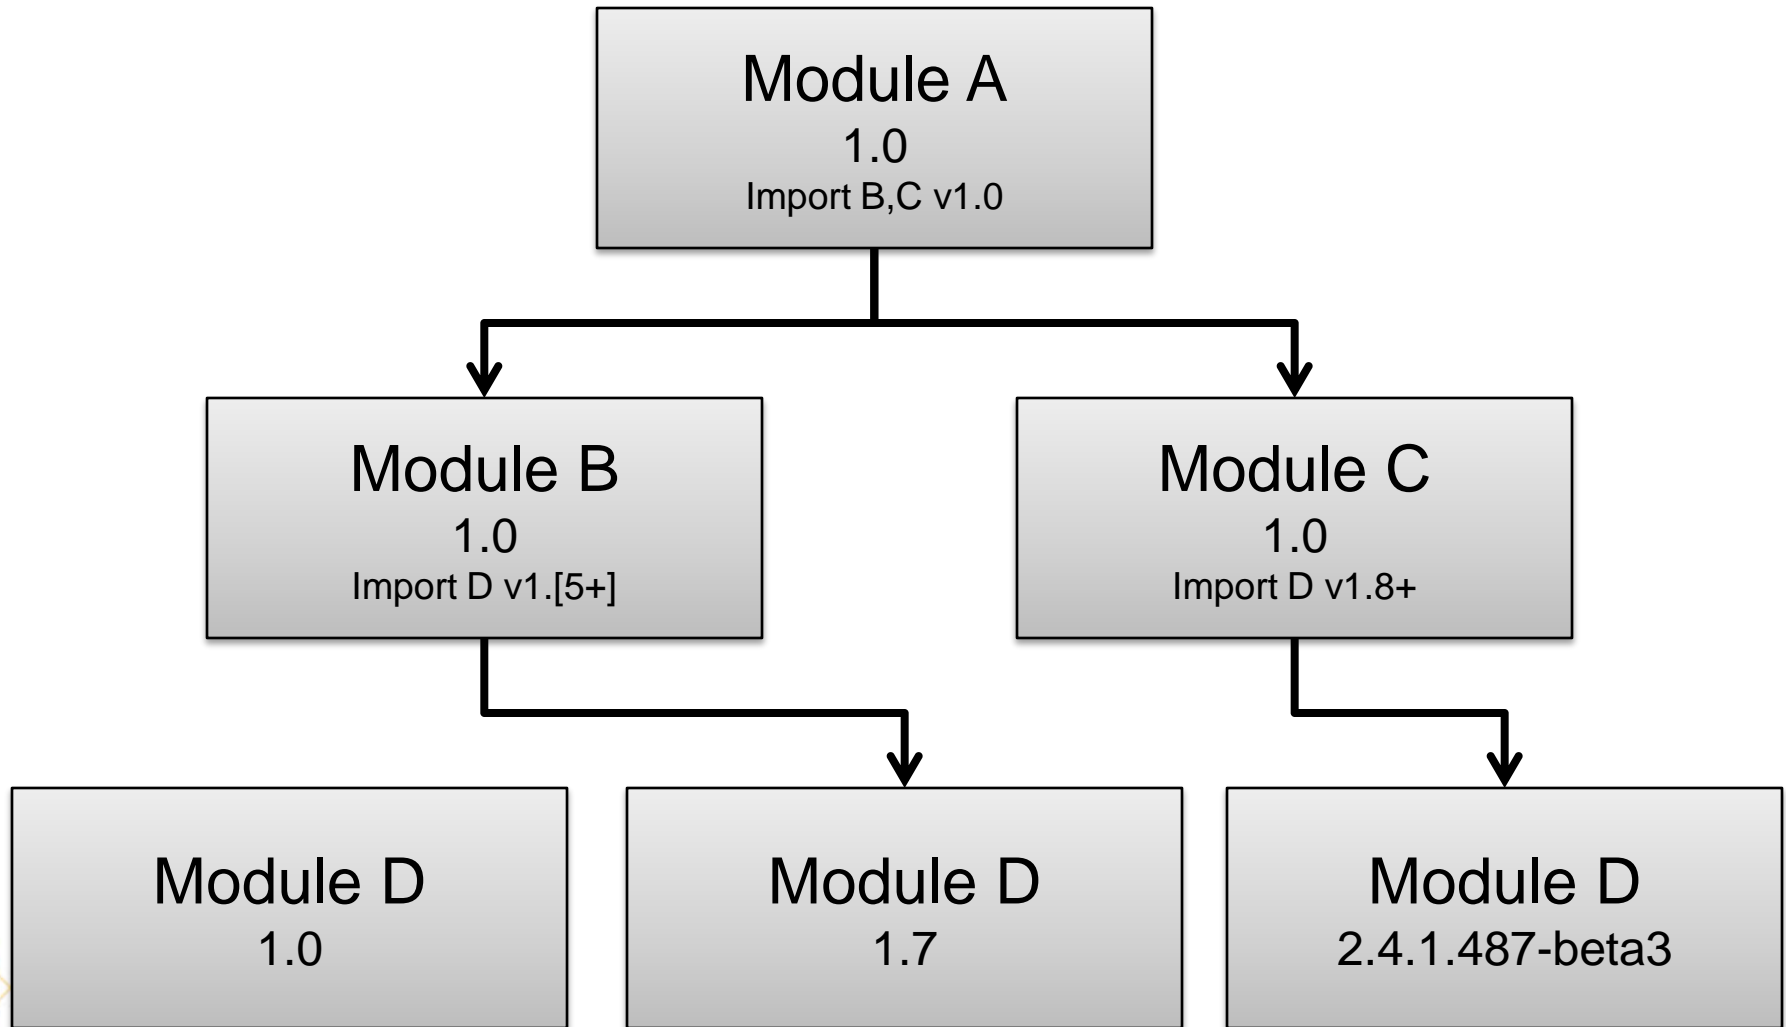 Module A
1.0
Import B,C v1.0
Module B
1.0
Import D v1.[5+]
Module C
1.0
Import D v1.8+
Module D
1.0
Module D
1.7
Module D
2.4.1.487-beta3